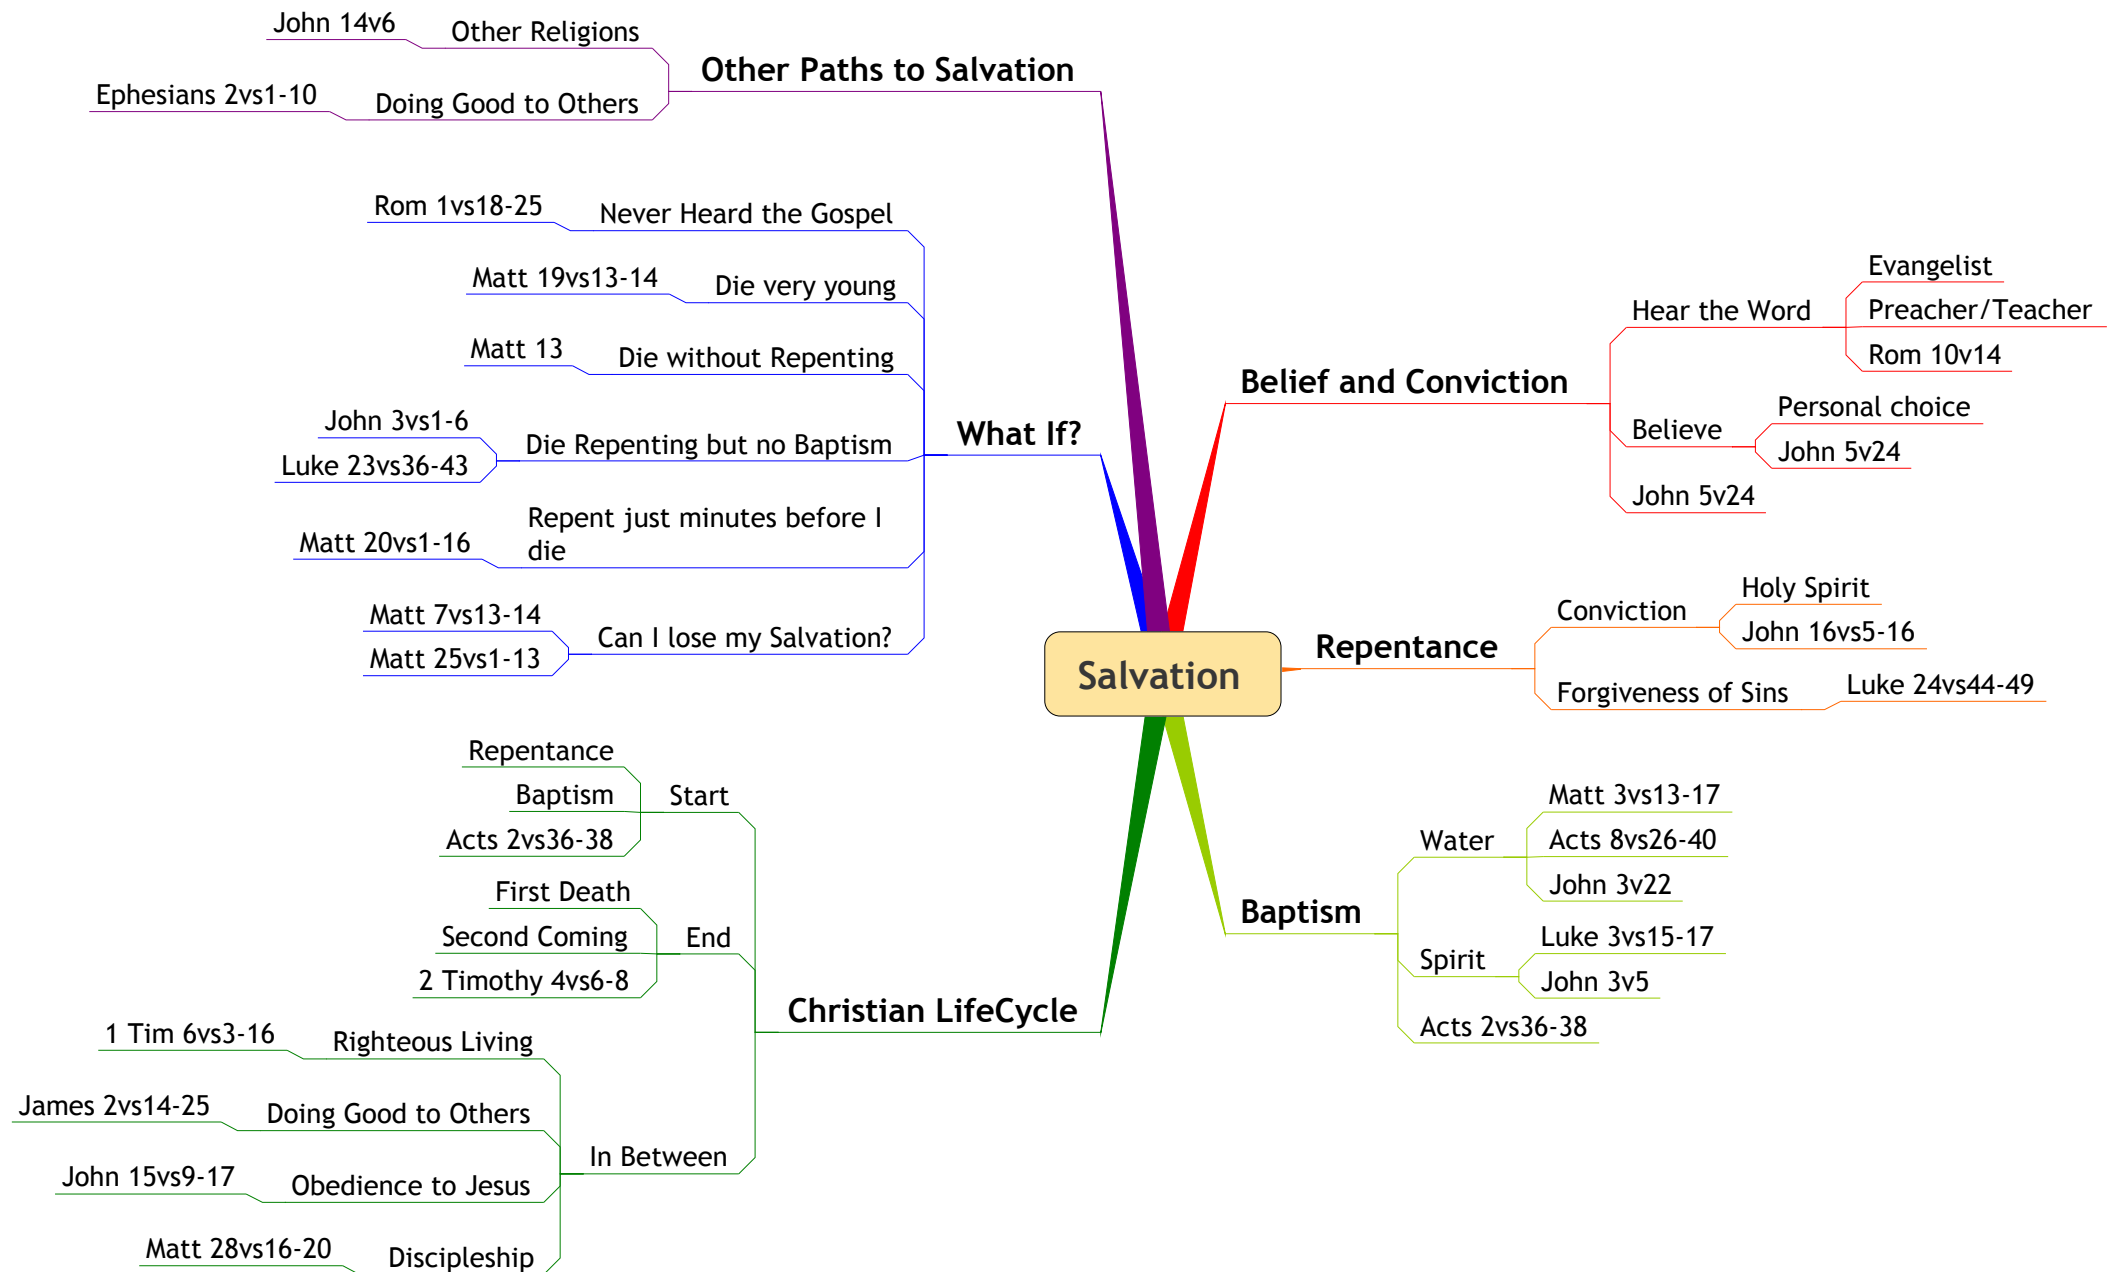 Salvation
Belief and Conviction
Hear the Word
Evangelist
Preacher/Teacher
Rom 10v14
Believe
Personal choice
John 5v24
John 5v24
Repentance
Conviction
Holy Spirit
John 16vs5-16
Forgiveness of Sins
Luke 24vs44-49
Baptism
Water
Matt 3vs13-17
Acts 8vs26-40
John 3v22
Spirit
Luke 3vs15-17
John 3v5
Acts 2vs36-38
Other Paths to Salvation
Other Religions
John 14v6
Doing Good to Others
Ephesians 2vs1-10
What If?
Never Heard the Gospel
Rom 1vs18-25
Die very young
Matt 19vs13-14
Die without Repenting
Matt 13
Die Repenting but no Baptism
John 3vs1-6
Luke 23vs36-43
Repent just minutes before I
die
Matt 20vs1-16
Can I lose my Salvation?
Matt 7vs13-14
Matt 25vs1-13
Christian LifeCycle
Start
Repentance
Baptism
Acts 2vs36-38
End
First Death
Second Coming
2 Timothy 4vs6-8
In Between
Righteous Living
1 Tim 6vs3-16
Doing Good to Others
James 2vs14-25
Obedience to Jesus
John 15vs9-17
Discipleship
Matt 28vs16-20